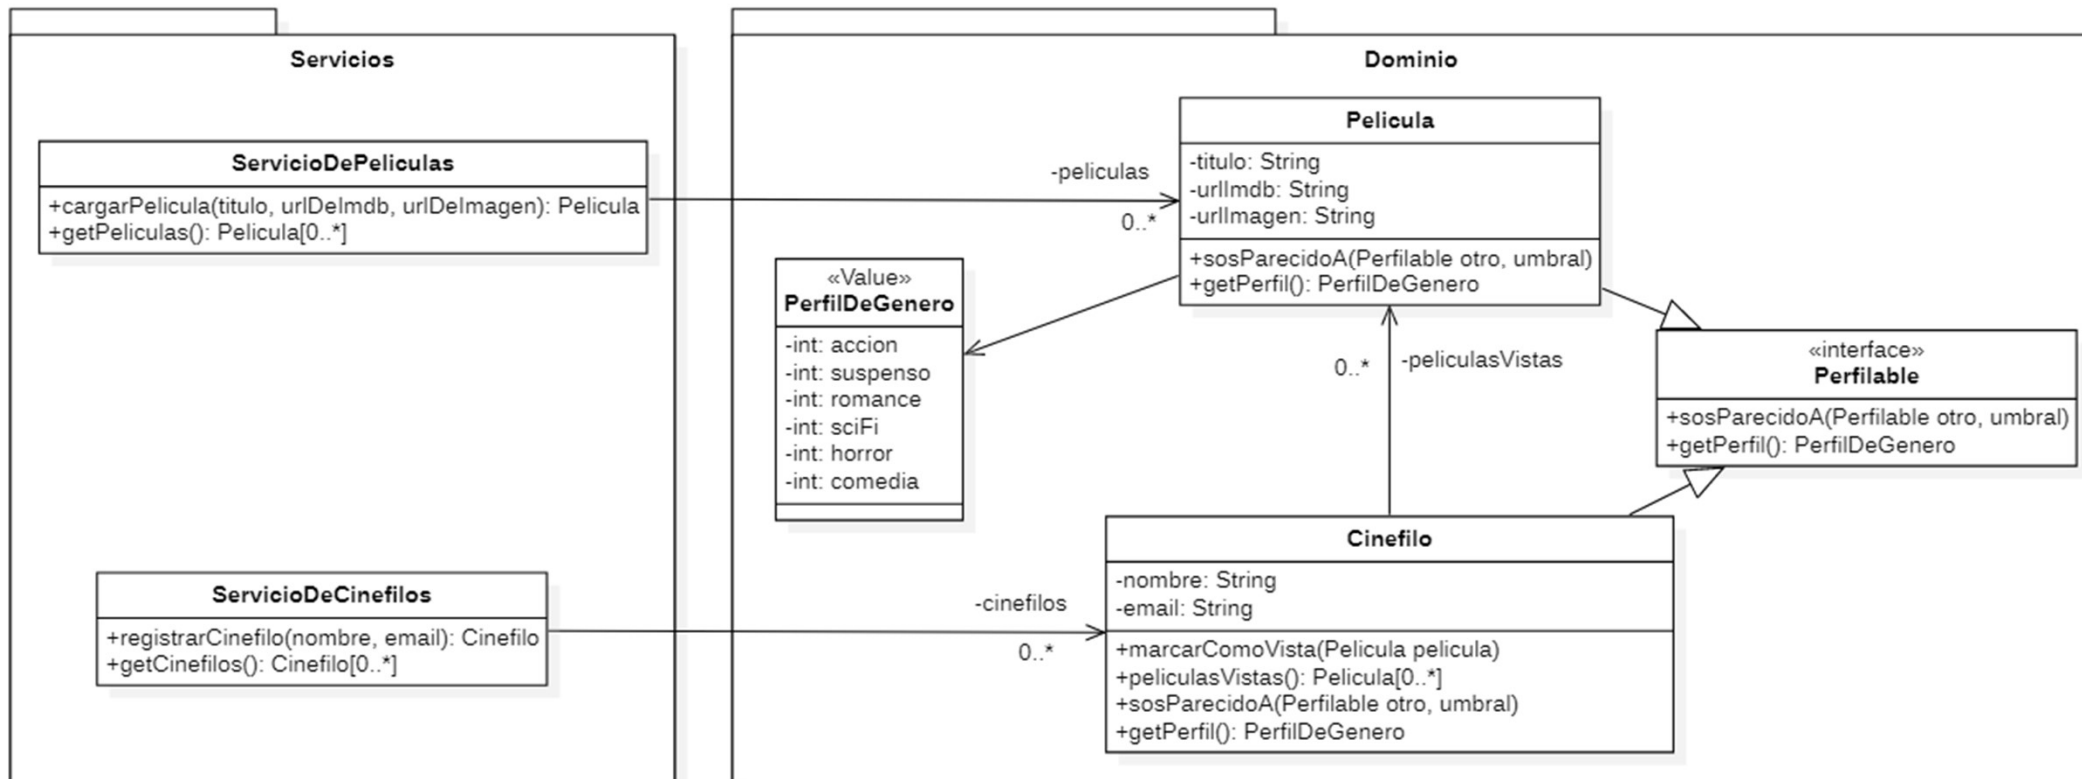 Servicios
ServicioDePeliculas
+cargarPelicula(titulo, urlDeImdb, urlDeImagen): Pelicula
+getPeliculas(): Pelicula[0..*]
ServicioDeCinefilos
+registrarCinefilo(nombre, email): Cinefilo
+getCinefilos(): Cinefilo[0..*]
Dominio
-peliculas
0..*
Pelicula
-titulo: String
-urlImdb: String
-urlImagen: String
+sosParecidoA(Perfilable otro, umbral)
+getPerfil(): PerfilDeGenero
«Value»
PerfilDeGenero
-int: accion
-int: suspenso
-int: romance
-int: sciFi
-int: horror
-int: comedia
0..*
-peliculasVistas
«interface»
Perfilable
+sosParecidoA(Perfilable otro, umbral)
+getPerfil(): PerfilDeGenero
-cinefilos
0..*
Cinefilo
-nombre: String
-email: String
+marcarComoVista(Pelicula pelicula)
+peliculasVistas(): Pelicula[0..*]
+sosParecidoA(Perfilable otro, umbral)
+getPerfil(): PerfilDeGenero